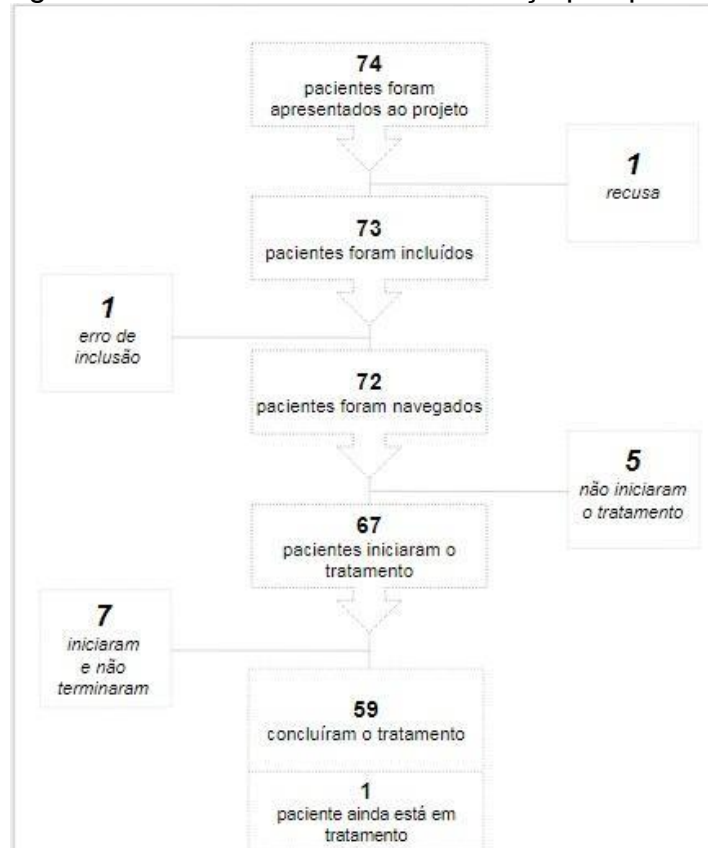 74
pacientes foram
apresentados ao projeto
1
recusa
73
pacientes foram incluídos
1
erro de
inclusão
72
pacientes foram navegados
5
não iniciaram
o tratamento
67
pacientes iniciaram o
tratamento
7
iniciaram
e não
terminaram
59
concluíram o tratamento
1
paciente ainda está em
tratamento